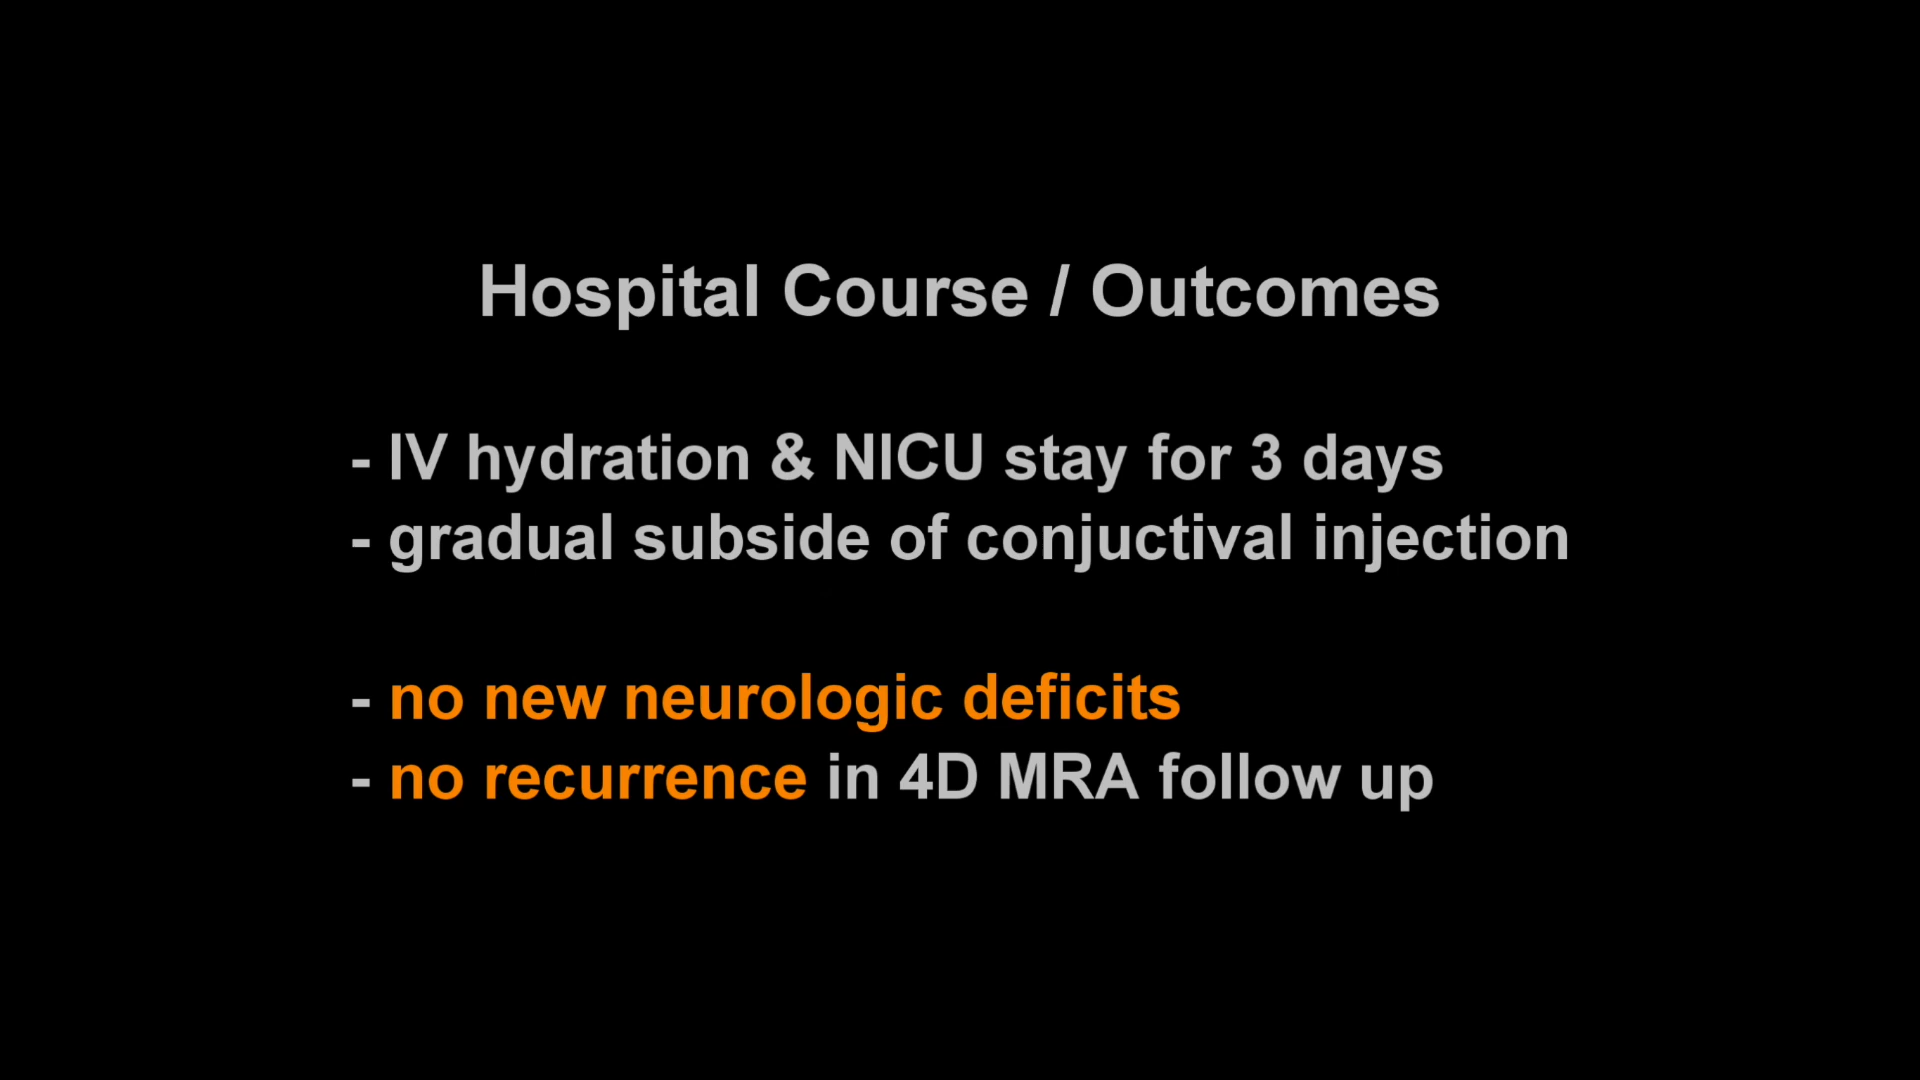 Hospital Course / Outcomes
- IV hydration & NICU stay for 3 days
- gradual subside of conjuctival injection
- no new neurologic deficits
- no recurrence in 4D MRA follow up